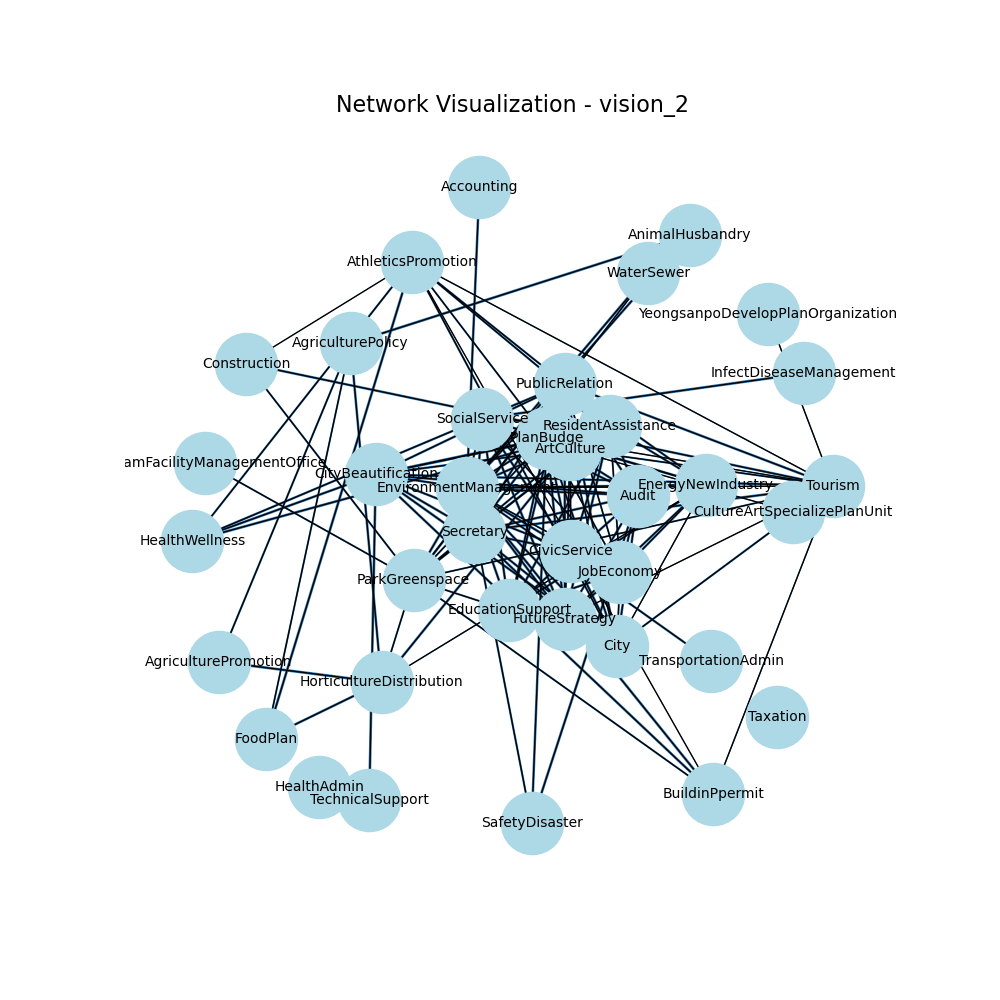 Network Visualization - vision_2
Accounting
AnimalHusbandry
AthleticsPromotion
WaterSewer
YeongsanpoDevelopPlanOrganization
AgriculturePolicy
Construction
InfectDiseaseManagement
PublicRelation
SocialService
ResidentAssistance
PlanBudge
ArtCulture
amFacilityManagementOffice
CityBeautification
EnvironmentManagement
EnergyNewIndustry
Tourism
Audit
CultureArtSpecializePlanUnit
Secretary
HealthWellness
CivicService
JobEconomy
ParkGreenspace
EducationSupport
FutureStrategy
City
AgriculturePromotion
TransportationAdmin
HorticultureDistribution
Taxation
FoodPlan
HealthAdmin
BuildinPpermit
TechnicalSupport
SafetyDisaster